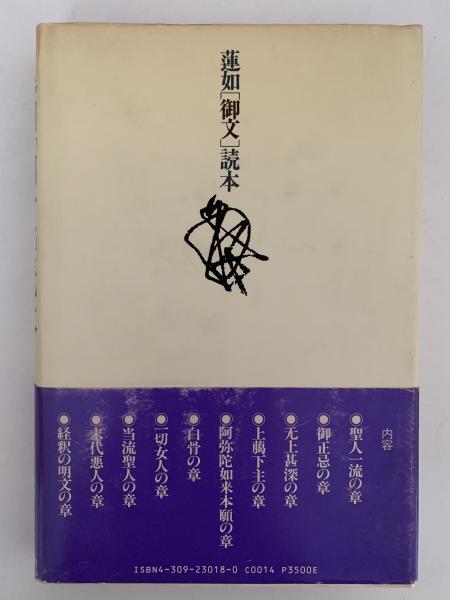 蓮如［御文］読本
内容
●聖人一流の章
●御正忌の章
●尤も甚深の章
●上﨟下主の章
●阿弥陀如来本願の章
●白骨の章
●一切女人の章
●当流聖人の章
●末代悪人の章
●経釈の明文の章
ISBN4-309-23018-0 C0014 P3500E